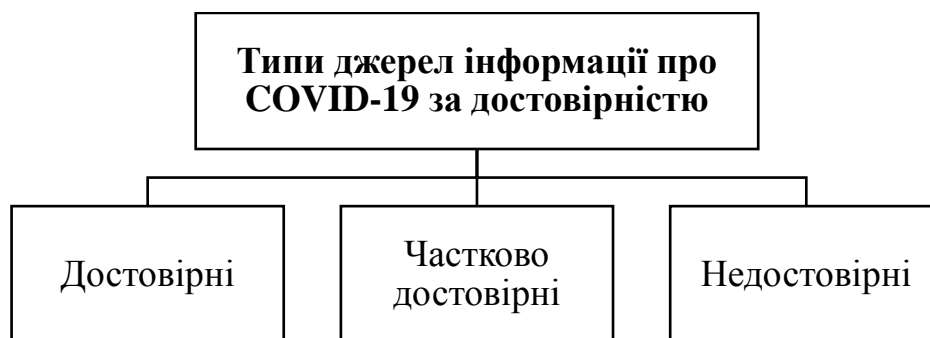 Типи джерел інформації про
COVID-19 за достовірністю
Достовірні
Частково
достовірні
Недостовірні